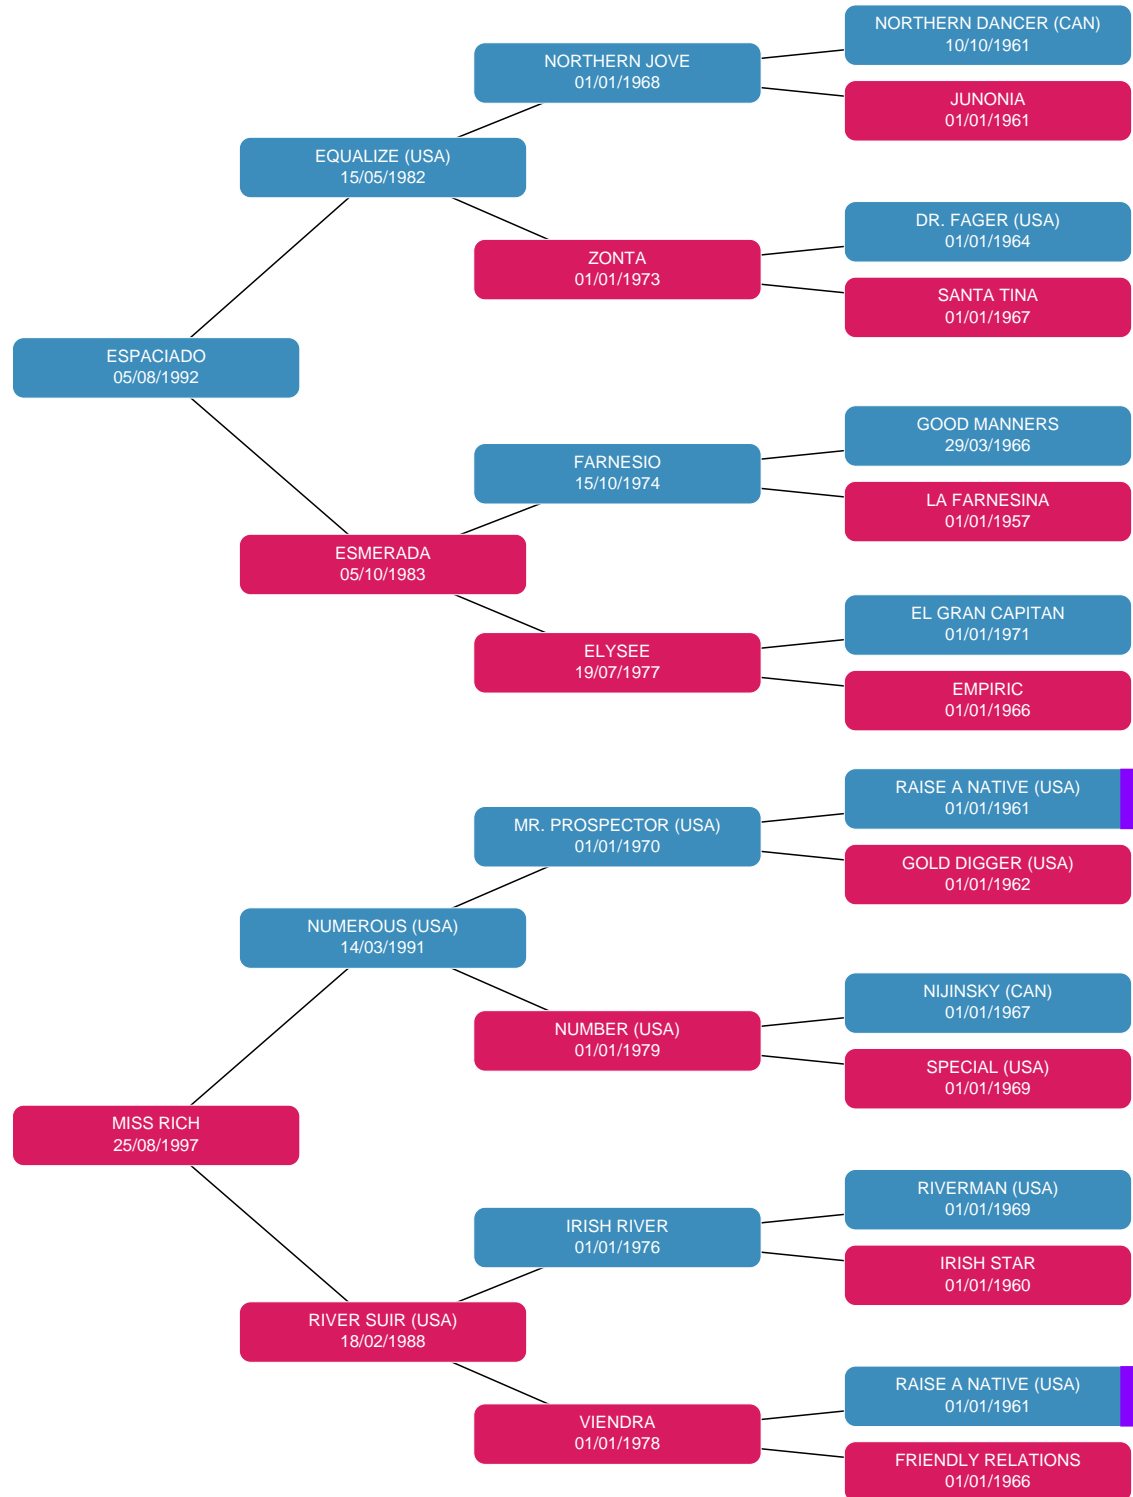 NORTHERN DANCER (CAN)
10/10/1961
NORTHERN JOVE
01/01/1968
JUNONIA
01/01/1961
EQUALIZE (USA)
15/05/1982
DR. FAGER (USA)
01/01/1964
ZONTA
01/01/1973
SANTA TINA
01/01/1967
ESPACIADO
05/08/1992
GOOD MANNERS
29/03/1966
FARNESIO
15/10/1974
LA FARNESINA
01/01/1957
ESMERADA
05/10/1983
EL GRAN CAPITAN
01/01/1971
ELYSEE
19/07/1977
EMPIRIC
01/01/1966
RAISE A NATIVE (USA)
01/01/1961
MR. PROSPECTOR (USA)
01/01/1970
GOLD DIGGER (USA)
01/01/1962
NUMEROUS (USA)
14/03/1991
NIJINSKY (CAN)
01/01/1967
NUMBER (USA)
01/01/1979
SPECIAL (USA)
01/01/1969
MISS RICH
25/08/1997
RIVERMAN (USA)
01/01/1969
IRISH RIVER
01/01/1976
IRISH STAR
01/01/1960
RIVER SUIR (USA)
18/02/1988
RAISE A NATIVE (USA)
01/01/1961
VIENDRA
01/01/1978
FRIENDLY RELATIONS
01/01/1966